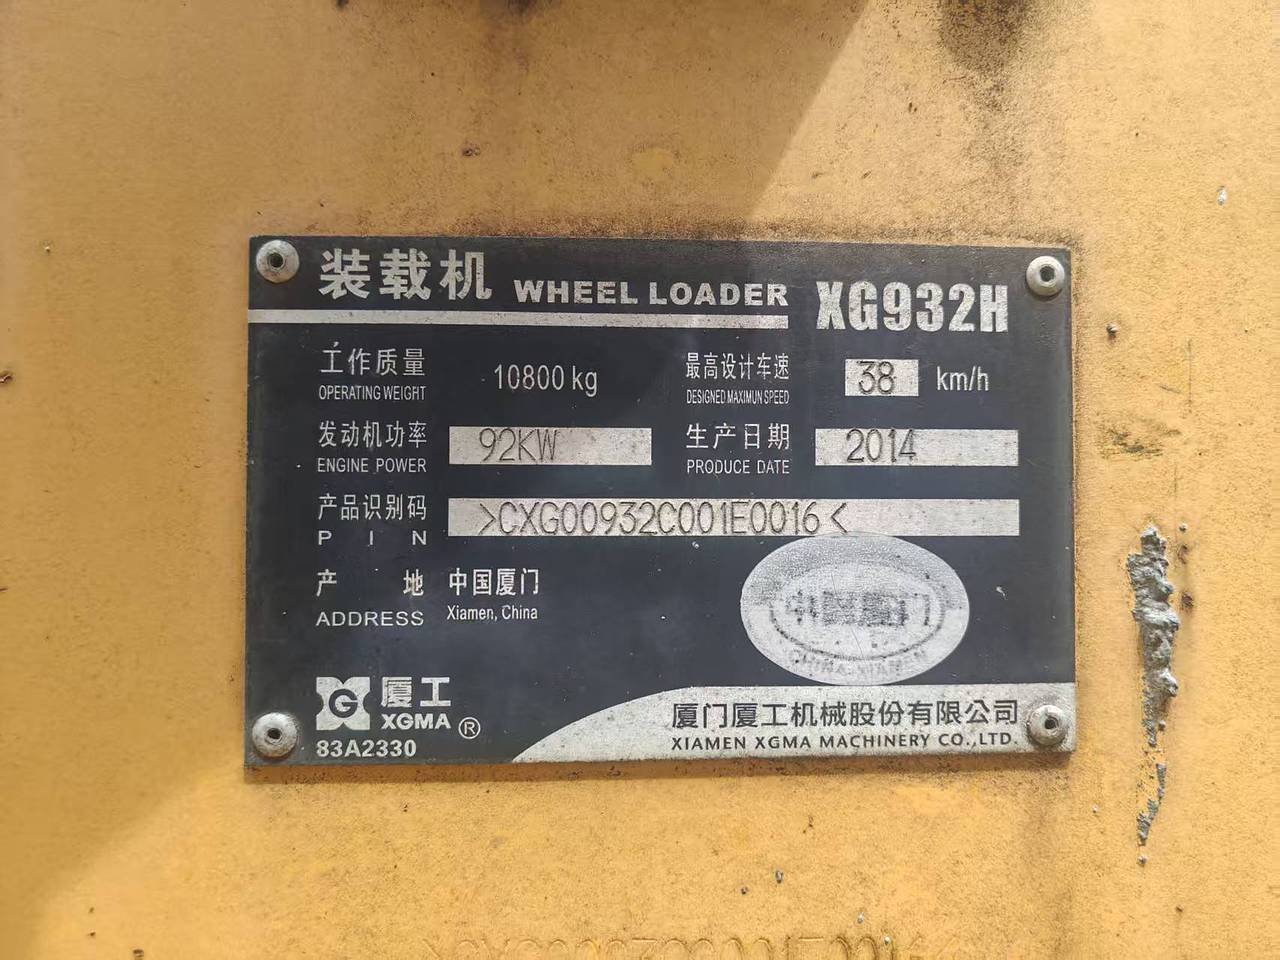 装载机 WHEEL LOADER XG932H
工作质量 10800 kg 最高设计车速 38 km/h
OPERATING WEIGHT DESIGNED MAXIMUN SPEED
发动机功率 92KW 生产日期 2014
ENGINE POWER PRODUCE DATE
产品识别码 >CXG00932C001E0016<
PIN
产地 中国厦门
ADDRESS Xiamen, China
CHINA·XIAMEN
厦工
XGMA ®
83A2330
厦门厦工机械股份有限公司
XIAMEN XGMA MACHINERY CO.,LTD.